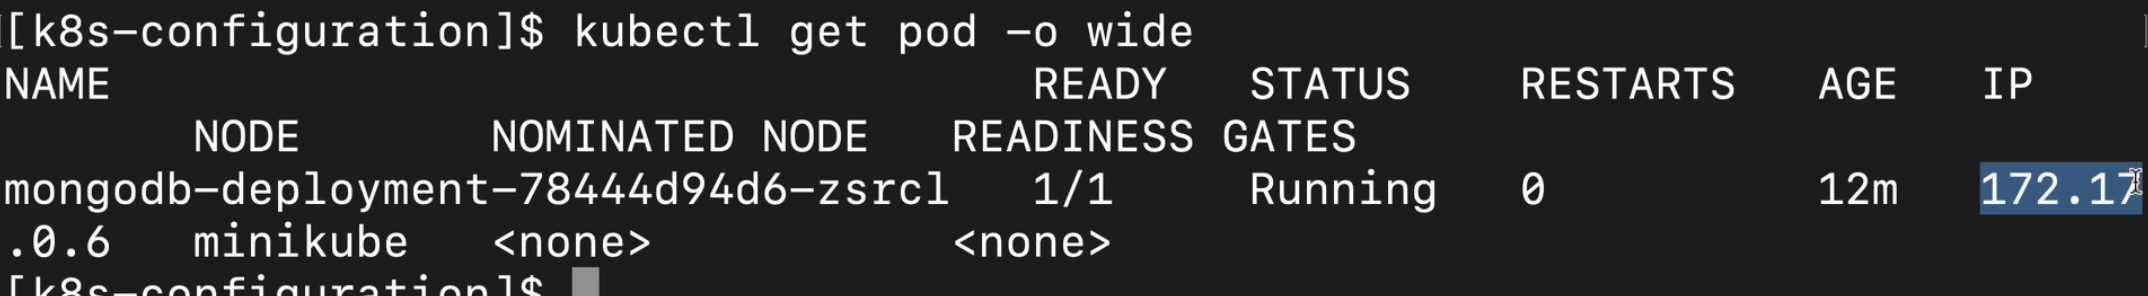 [k8s-configuration]$ kubectl get pod -o wide
NAME READY STATUS RESTARTS AGE IP
NODE NOMINATED NODE READINESS GATES
mongodb-deployment-78444d94d6-zsrcl 1/1 Running 0 12m 172.17
.0.6 minikube <none> <none>
[k8s-configuration]$